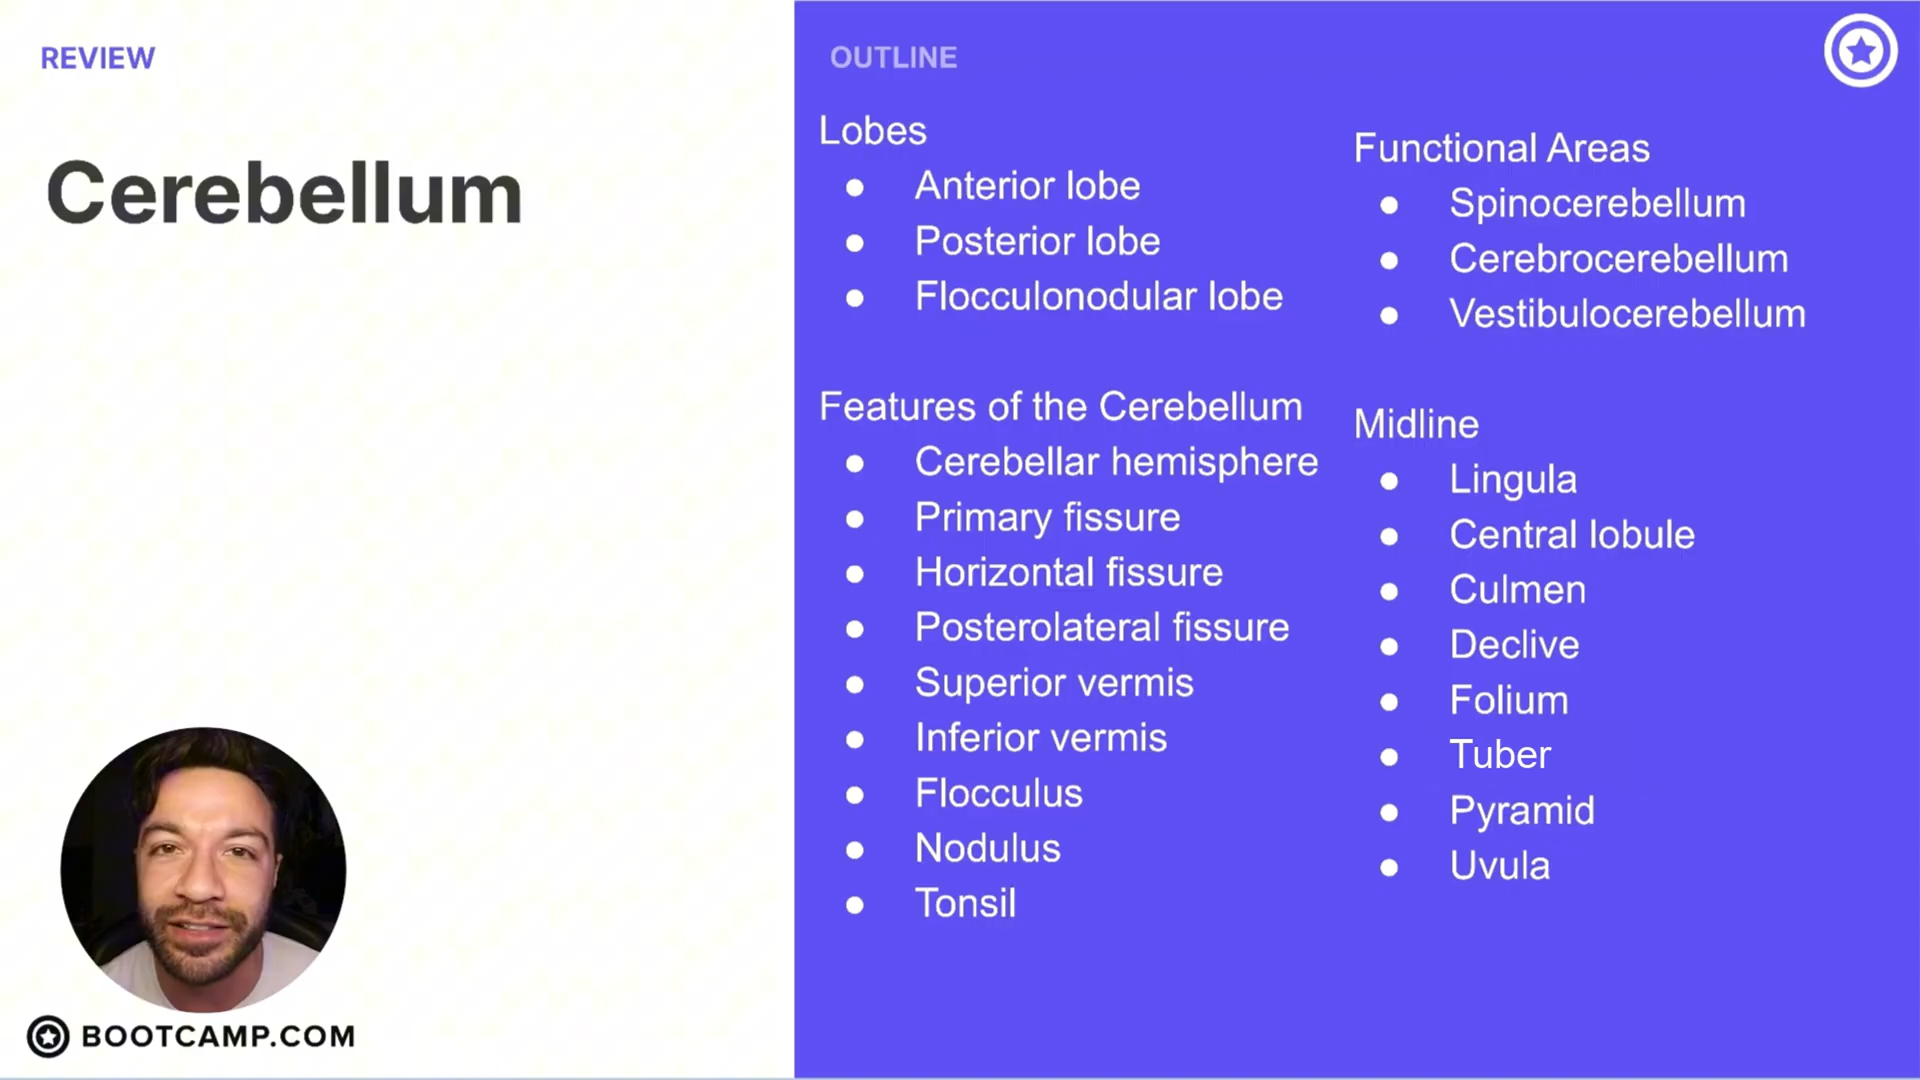 REVIEW
Cerebellum
BOOTCAMP.COM
OUTLINE
Lobes
● Anterior lobe
● Posterior lobe
● Flocculonodular lobe
Features of the Cerebellum
● Cerebellar hemisphere
● Primary fissure
● Horizontal fissure
● Posterolateral fissure
● Superior vermis
● Inferior vermis
● Flocculus
● Nodulus
● Tonsil
Functional Areas
● Spinocerebellum
● Cerebrocerebellum
● Vestibulocerebellum
Midline
● Lingula
● Central lobule
● Culmen
● Declive
● Folium
● Tuber
● Pyramid
● Uvula